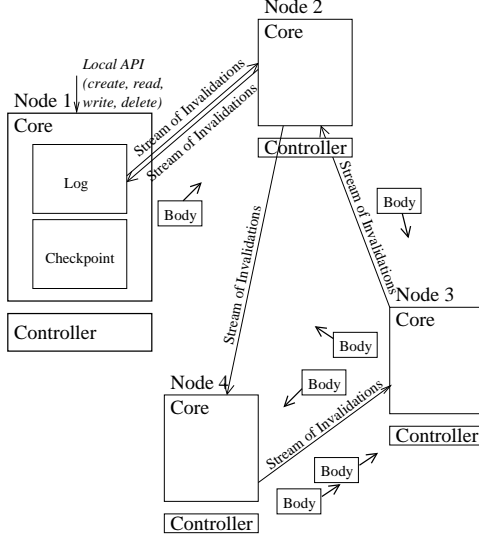 Node 2
Core
Controller
Local API
(create, read,
write, delete)
Node 1
Core
Log
Checkpoint
Controller
Stream of Invalidations
Stream of Invalidations
Body
Stream of Invalidations
Stream of Invalidations
Body
Node 3
Core
Controller
Body
Body
Node 4
Core
Controller
Stream of Invalidations
Body
Body